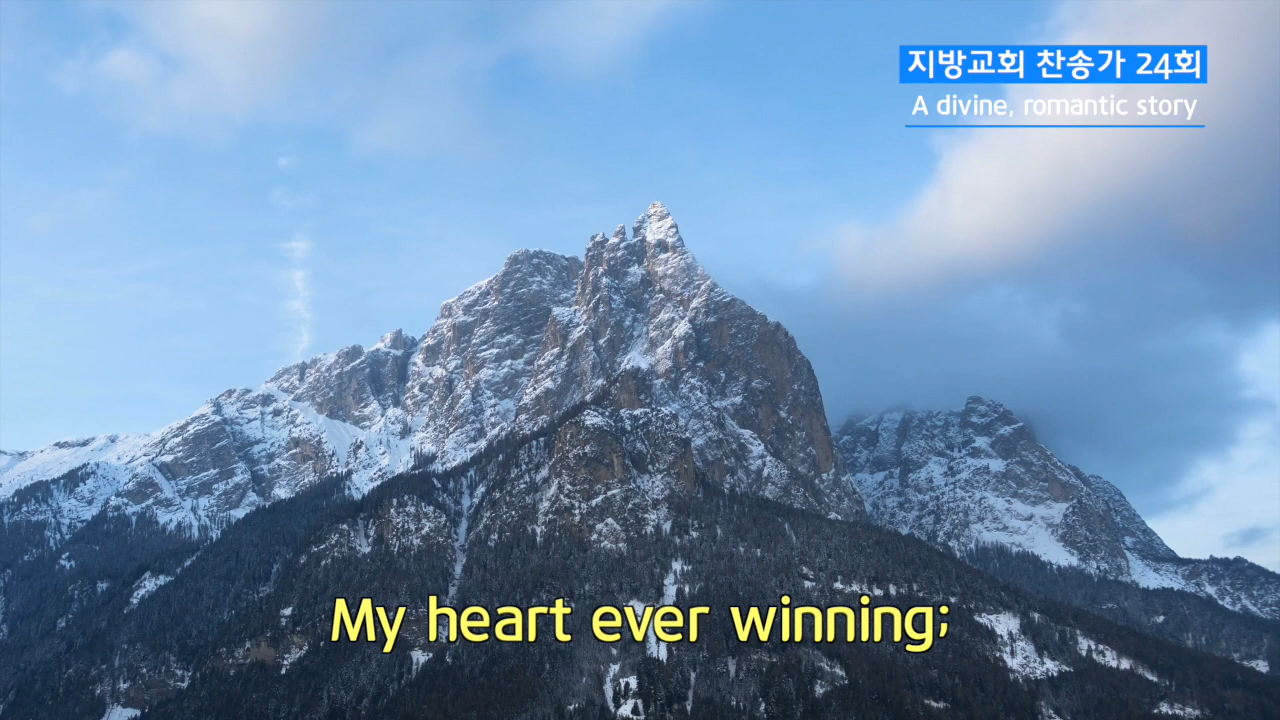 지방교회 찬송가 24회
A divine, romantic story
My heart ever winning;